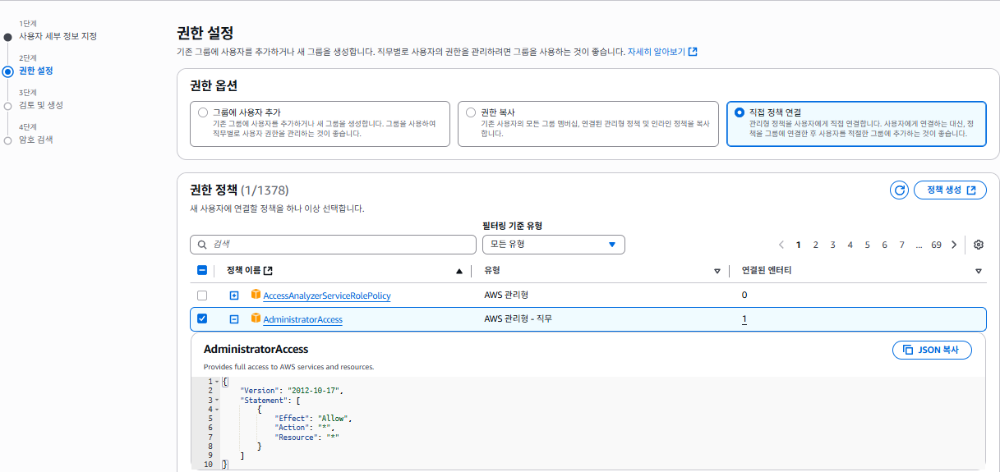 1단계
사용자 세부 정보 지정
2단계
권한 설정
3단계
검토 및 생성
4단계
암호 검색
권한 설정
기존 그룹에 사용자를 추가하거나 새 그룹을 생성합니다. 직무별로 사용자의 권한을 관리하려면 그룹을 사용하는 것이 좋습니다. 자세히 알아보기
권한 옵션
그룹에 사용자 추가
기존 그룹에 사용자를 추가하거나 새 그룹을 생성합니다. 그룹을 사용하여
직무별로 사용자 권한을 관리하는 것이 좋습니다.
권한 복사
기존 사용자의 모든 그룹 멤버십, 연결된 관리형 정책 및 인라인 정책을 복사
합니다.
직접 정책 연결
관리형 정책을 사용자에게 직접 연결합니다. 사용자에게 연결하는 대신, 정
책을 그룹에 연결한 후 사용자를 적절한 그룹에 추가하는 것이 좋습니다.
권한 정책 (1/1378)
정책 생성
새 사용자에 연결할 정책을 하나 이상 선택합니다.
필터링 기준 유형
검색
모든 유형
1 2 3 4 5 6 7 ... 69
정책 이름 유형 연결된 엔터티
AccessAnalyzerServiceRolePolicy AWS 관리형 0
AdministratorAccess AWS 관리형 - 직무 1
AdministratorAccess
JSON 복사
Provides full access to AWS services and resources.
1 {
2 "Version": "2012-10-17",
3 "Statement": [
4 {
5 "Effect": "Allow",
6 "Action": "*",
7 "Resource": "*"
8 }
9 ]
10 }